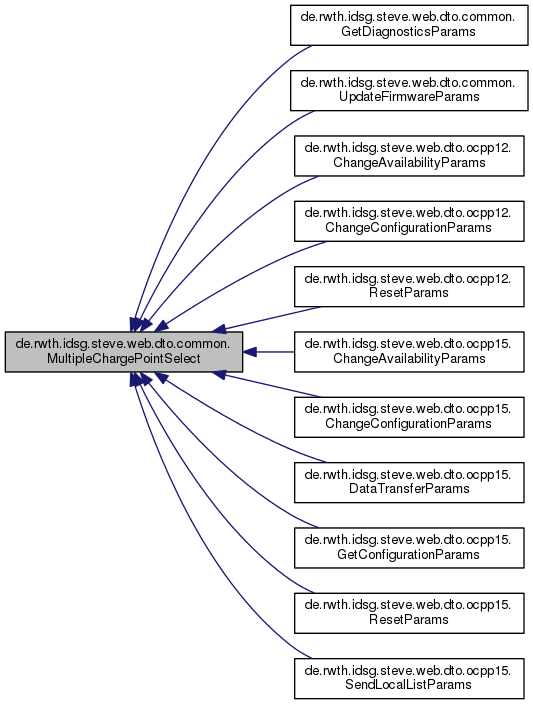 de.rwth.idsg.steve.web.dto.common.
GetDiagnosticsParams
de.rwth.idsg.steve.web.dto.common.
UpdateFirmwareParams
de.rwth.idsg.steve.web.dto.ocpp12.
ChangeAvailabilityParams
de.rwth.idsg.steve.web.dto.ocpp12.
ChangeConfigurationParams
de.rwth.idsg.steve.web.dto.ocpp12.
ResetParams
de.rwth.idsg.steve.web.dto.common.
MultipleChargePointSelect
de.rwth.idsg.steve.web.dto.ocpp15.
ChangeAvailabilityParams
de.rwth.idsg.steve.web.dto.ocpp15.
ChangeConfigurationParams
de.rwth.idsg.steve.web.dto.ocpp15.
DataTransferParams
de.rwth.idsg.steve.web.dto.ocpp15.
GetConfigurationParams
de.rwth.idsg.steve.web.dto.ocpp15.
ResetParams
de.rwth.idsg.steve.web.dto.ocpp15.
SendLocalListParams